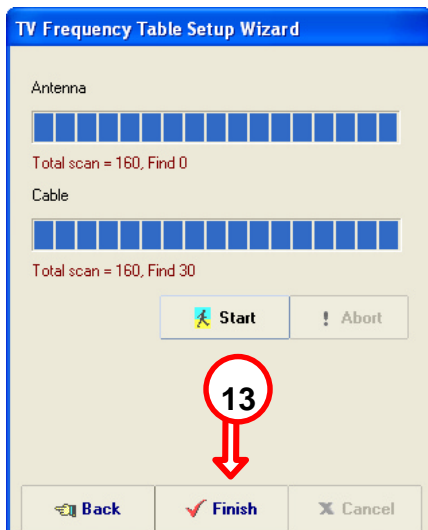 TV Frequency Table Setup Wizard
Antenna
Total scan = 160, Find 0
Cable
Total scan = 160, Find 30
Start ! Abort
13
Back Finish X Cancel